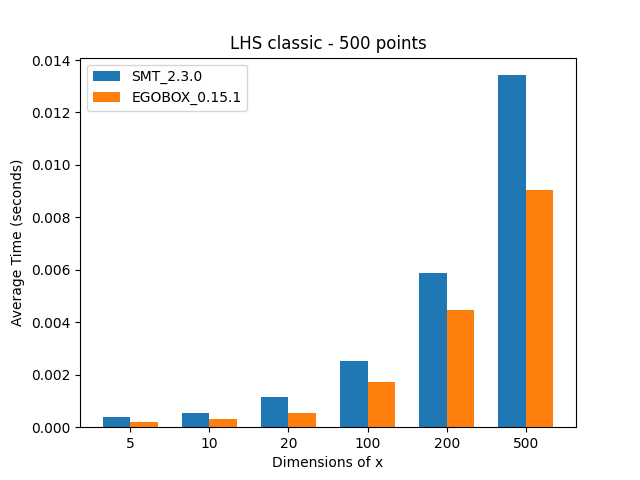 LHS classic - 500 points
SMT_2.3.0
EGOBOX_0.15.1
Average Time (seconds)
0.014
0.012
0.010
0.008
0.006
0.004
0.002
0.000
5 10 20 100 200 500
Dimensions of x